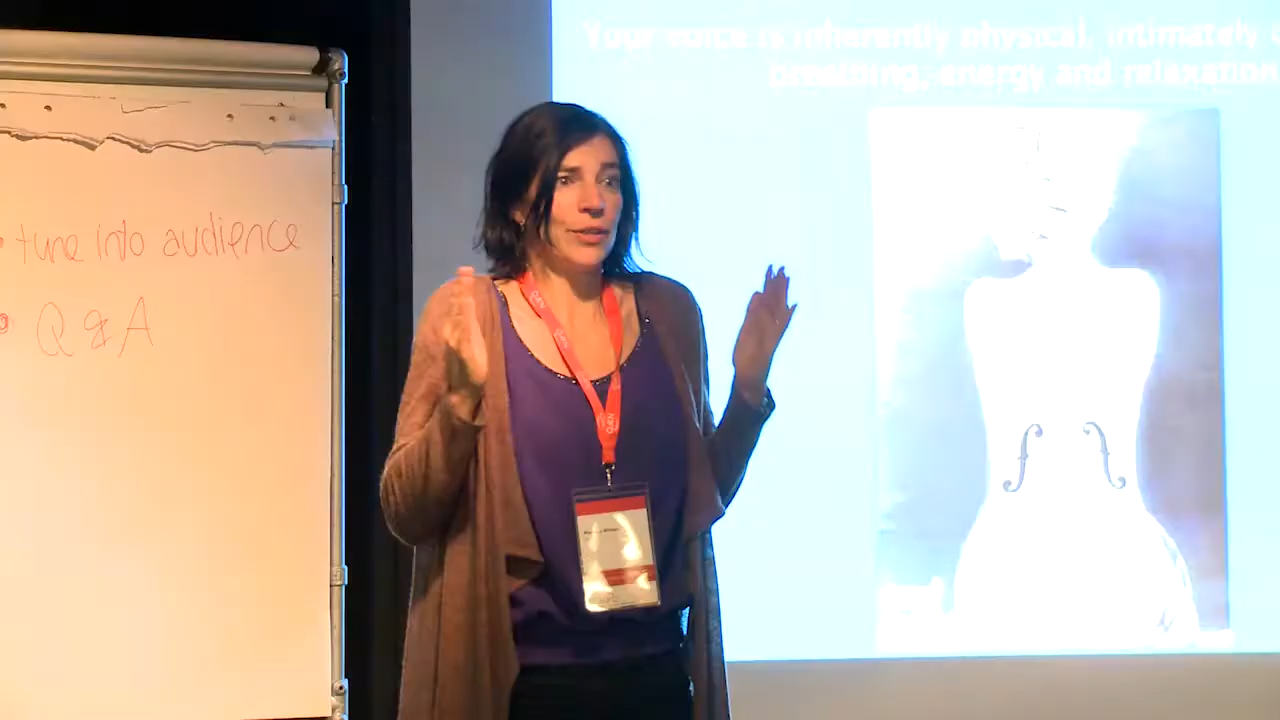 • tune into audience
• Q & A
Your voice is inherently physical, intimately
breathing, energy and relaxation